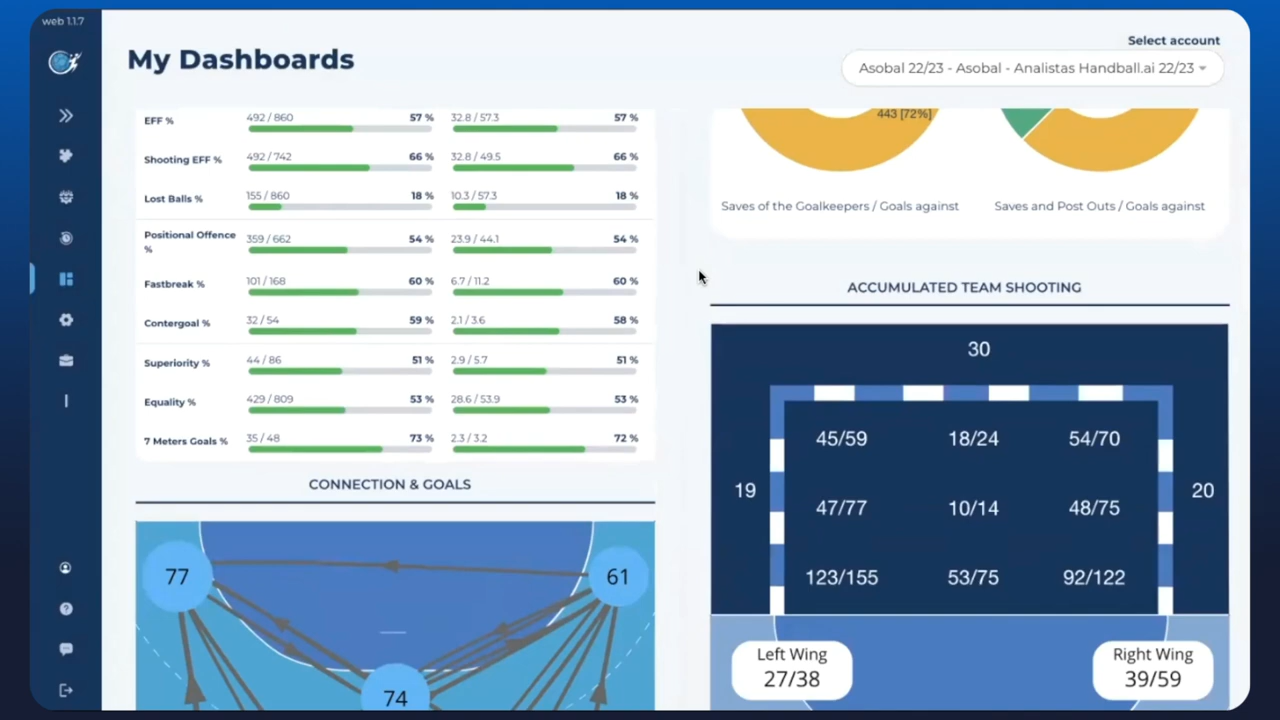 web 1.1.7
My Dashboards
Select account
Asobal 22/23 - Asobal - Analistas Handball.ai 22/23
EFF % 492 / 860 57 % 32.8 / 57.3 57 %
Shooting EFF % 492 / 742 66 % 32.8 / 49.5 66 %
Lost Balls % 155 / 860 18 % 10.3 / 57.3 18 %
Positional Offence
% 359 / 662 54 % 23.9 / 44.1 54 %
Fastbreak % 101 / 168 60 % 6.7 / 11.2 60 %
Contergoal % 32 / 54 59 % 2.1 / 3.6 58 %
Superiority % 44 / 86 51 % 2.9 / 5.7 51 %
Equality % 429 / 809 53 % 28.6 / 53.9 53 %
7 Meters Goals % 35 / 48 73 % 2.3 / 3.2 72 %
CONNECTION & GOALS
77 61
74
443 [72%]
Saves of the Goalkeepers / Goals against
Saves and Post Outs / Goals against
ACCUMULATED TEAM SHOOTING
30
45/59 18/24 54/70
19 47/77 10/14 48/75 20
123/155 53/75 92/122
Left Wing
27/38
Right Wing
39/59